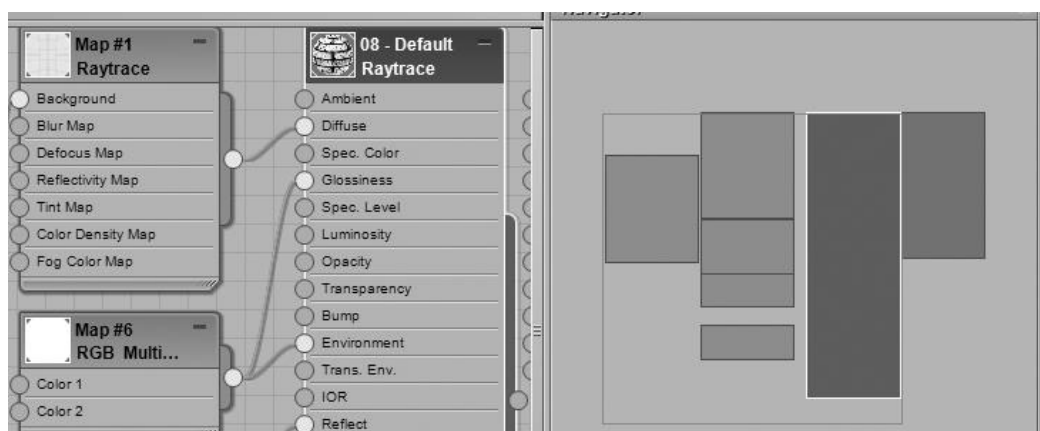 Navigator
Map #1
Raytrace
Background
Blur Map
Defocus Map
Reflectivity Map
Tint Map
Color Density Map
Fog Color Map
Map #6
RGB Multi...
Color 1
Color 2
08 - Default
Raytrace
Ambient
Diffuse
Spec. Color
Glossiness
Spec. Level
Luminosity
Opacity
Transparency
Bump
Environment
Trans. Env.
IOR
Reflect